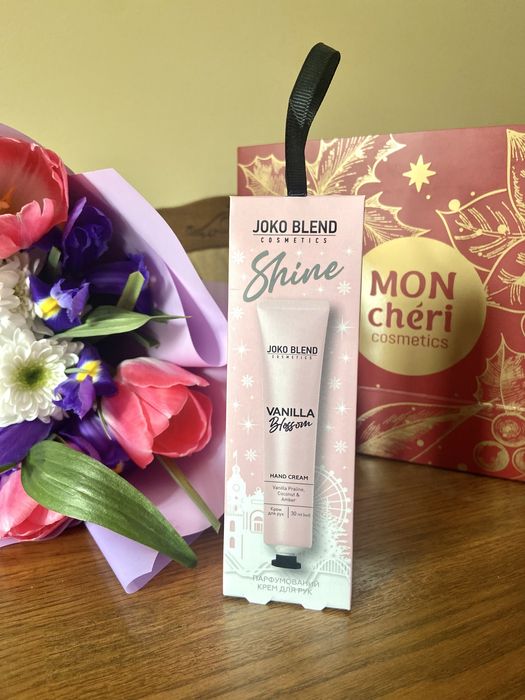 JOKO BLEND
COSMETICS
Shine
JOKO BLEND
COSMETICS
VANILLA
Blossom
HAND CREAM
Vanilla Praline,
Coconut &
Amber
Крем
для рук
30 ml (мл)
ПАРФУМОВАНИЙ
КРЕМ ДЛЯ РУК
MON
chéri
cosmetics